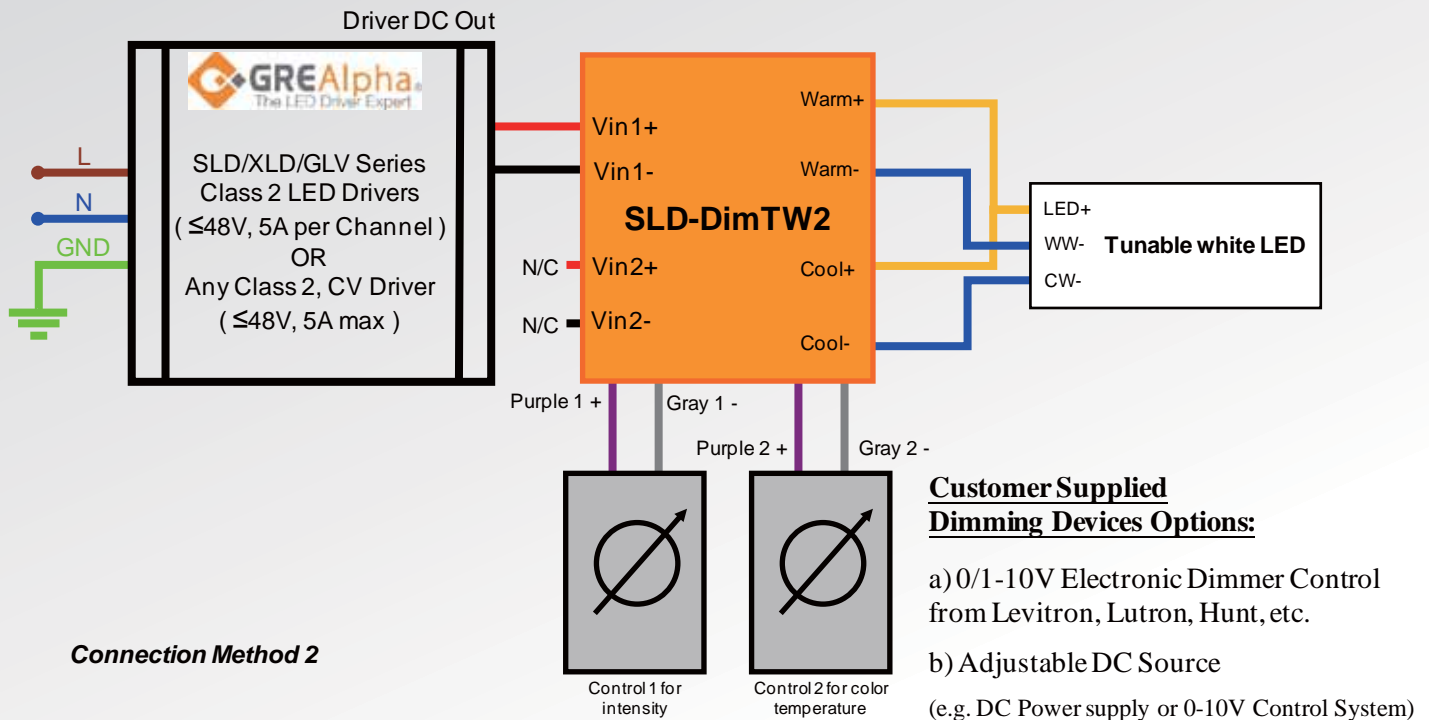 Driver DC Out
GREAlpha®
The LED Driver Expert
SLD/XLD/GLV Series
Class 2 LED Drivers
( ≤48V, 5A per Channel )
OR
Any Class 2, CV Driver
( ≤48V, 5A max )
L
N
GND
Vin1+
Vin1-
SLD-DimTW2
N/C
Vin2+
N/C
Vin2-
Warm+
Warm-
Cool+
Cool-
LED+
WW-
CW-
Tunable white LED
Purple 1 +
Gray 1 -
Purple 2 +
Gray 2 -
Control 1 for
intensity
Control 2 for color
temperature
Customer Supplied
Dimming Devices Options:
a) 0/1-10V Electronic Dimmer Control
from Levitron, Lutron, Hunt, etc.
b) Adjustable DC Source
(e.g. DC Power supply or 0-10V Control System)
Connection Method 2